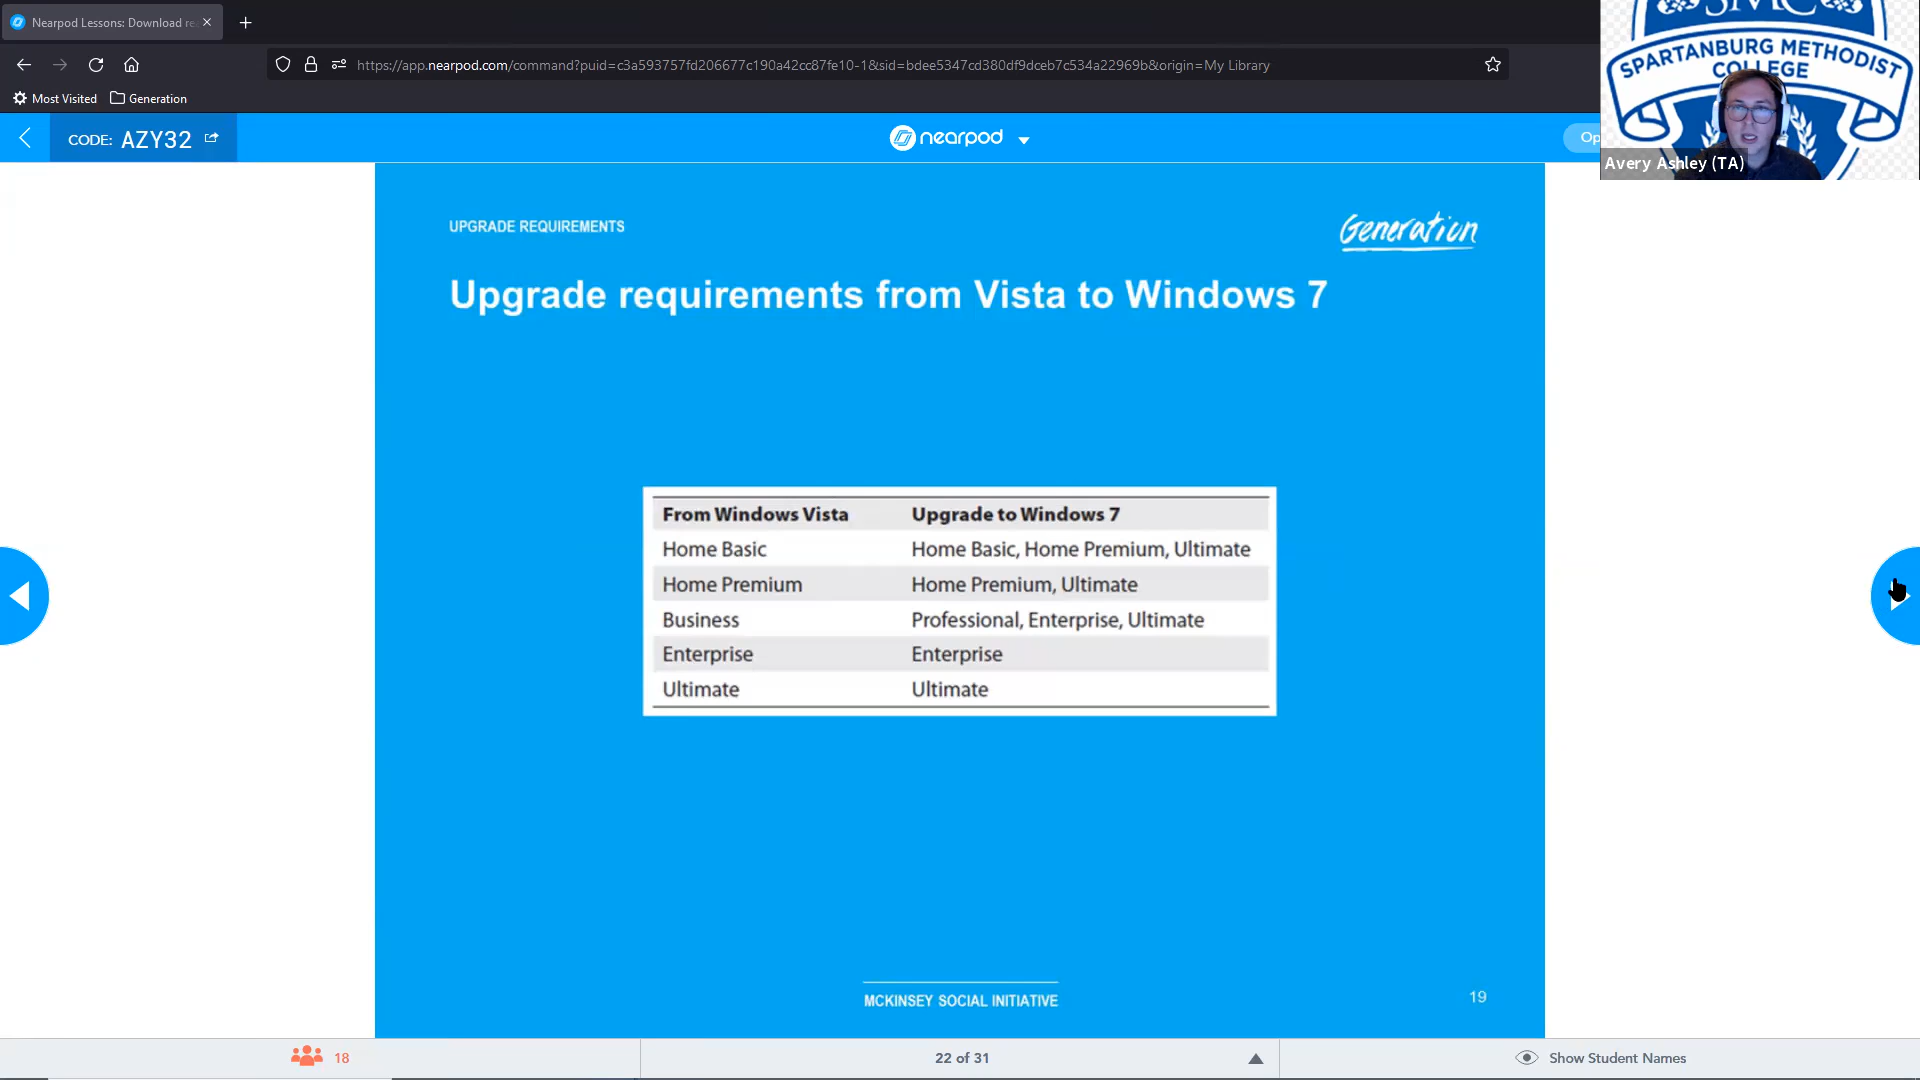 Nearpod Lessons: Download re
https://app.nearpod.com/command?puid=c3a593757fd206677c190a42cc87fe10-1&sid=bdee5347cd380df9dceb7c534a22969b&origin=My Library
Most Visited Generation
SMC
SPARTANBURG METHODIST
COLLEGE
Avery Ashley (TA)
CODE: AZY32
nearpod
Op
UPGRADE REQUIREMENTS
Generation
Upgrade requirements from Vista to Windows 7
From Windows Vista Upgrade to Windows 7
Home Basic Home Basic, Home Premium, Ultimate
Home Premium Home Premium, Ultimate
Business Professional, Enterprise, Ultimate
Enterprise Enterprise
Ultimate Ultimate
MCKINSEY SOCIAL INITIATIVE
19
18
22 of 31
Show Student Names